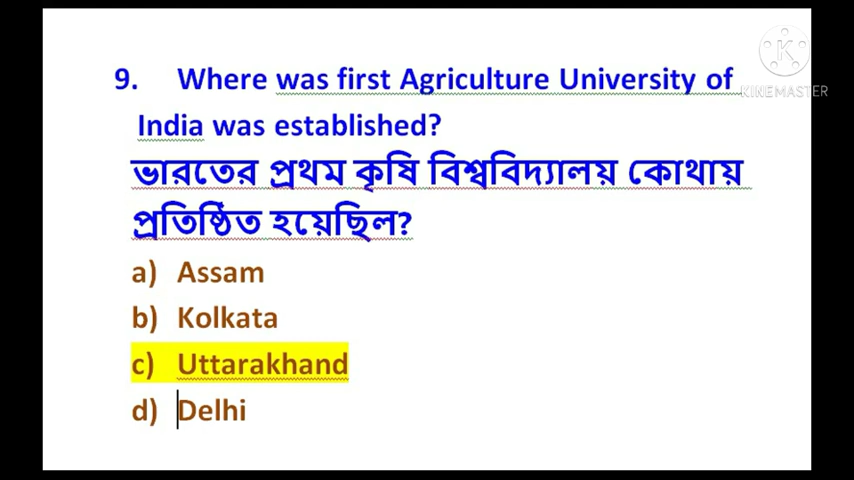 9. Where was first Agriculture University of
India was established?
ভারতের প্রথম কৃষি বিশ্ববিদ্যালয় কোথায়
প্রতিষ্ঠিত হয়েছিল?
a) Assam
b) Kolkata
c) Uttarakhand
d) Delhi
K
KINEMASTER